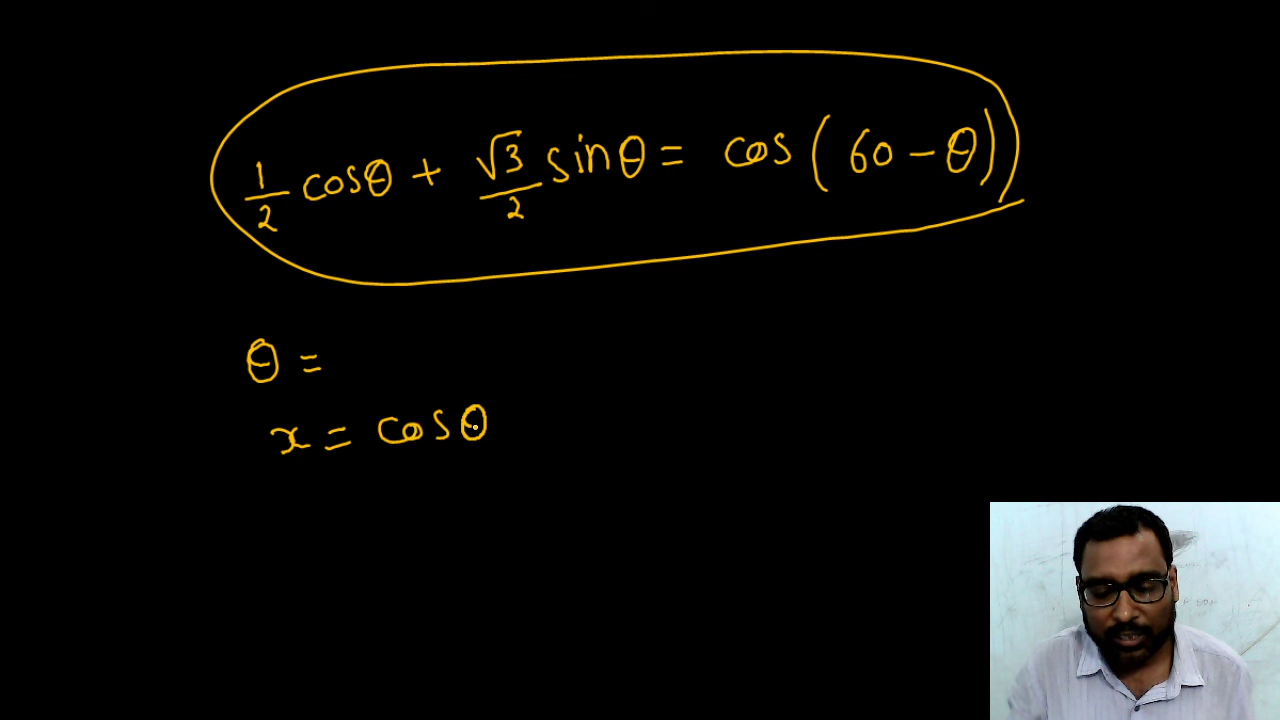 1/2 cosθ + √3/2 sinθ = cos(60 - θ)
θ =
x = cosθ